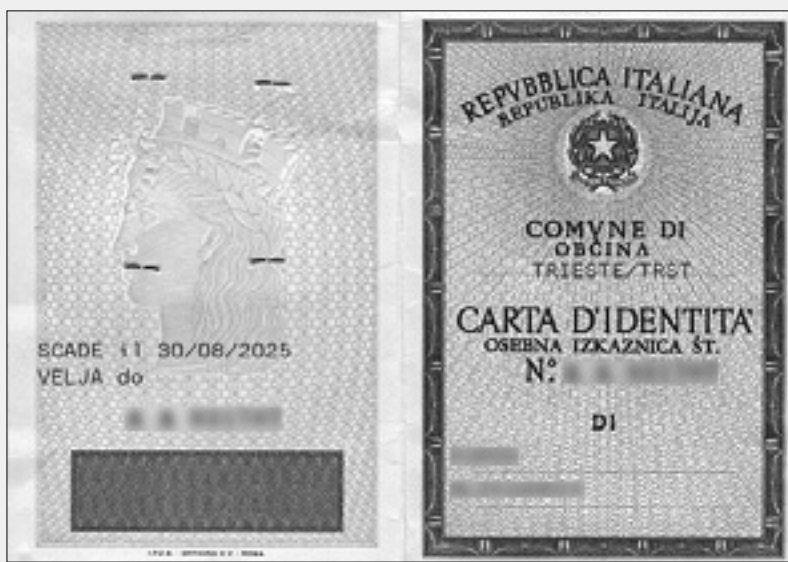 SCADE il 30/08/2025
VELJA do
REPVBBLICA ITALIANA
REPUBLIKA ITALIJA
COMVNE DI
OBČINA
TRIESTE/TRST
CARTA D'IDENTITA'
OSEBNA IZKAZNICA ŠT.
N.º
DI